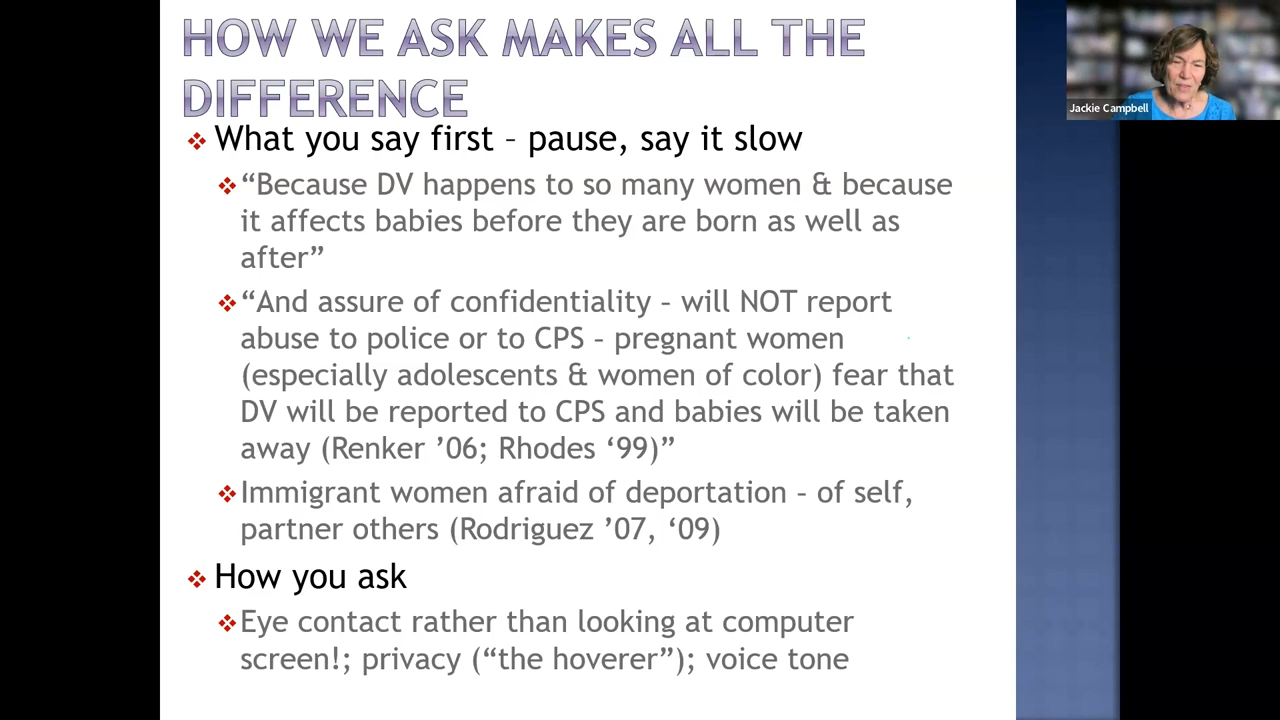 HOW WE ASK MAKES ALL THE
DIFFERENCE
What you say first – pause, say it slow
“Because DV happens to so many women & because
it affects babies before they are born as well as
after”
“And assure of confidentiality – will NOT report
abuse to police or to CPS – pregnant women
(especially adolescents & women of color) fear that
DV will be reported to CPS and babies will be taken
away (Renker ’06; Rhodes ‘99)”
Immigrant women afraid of deportation – of self,
partner others (Rodriguez ’07, ‘09)
How you ask
Eye contact rather than looking at computer
screen!; privacy (“the hoverer”); voice tone
Jackie Campbell